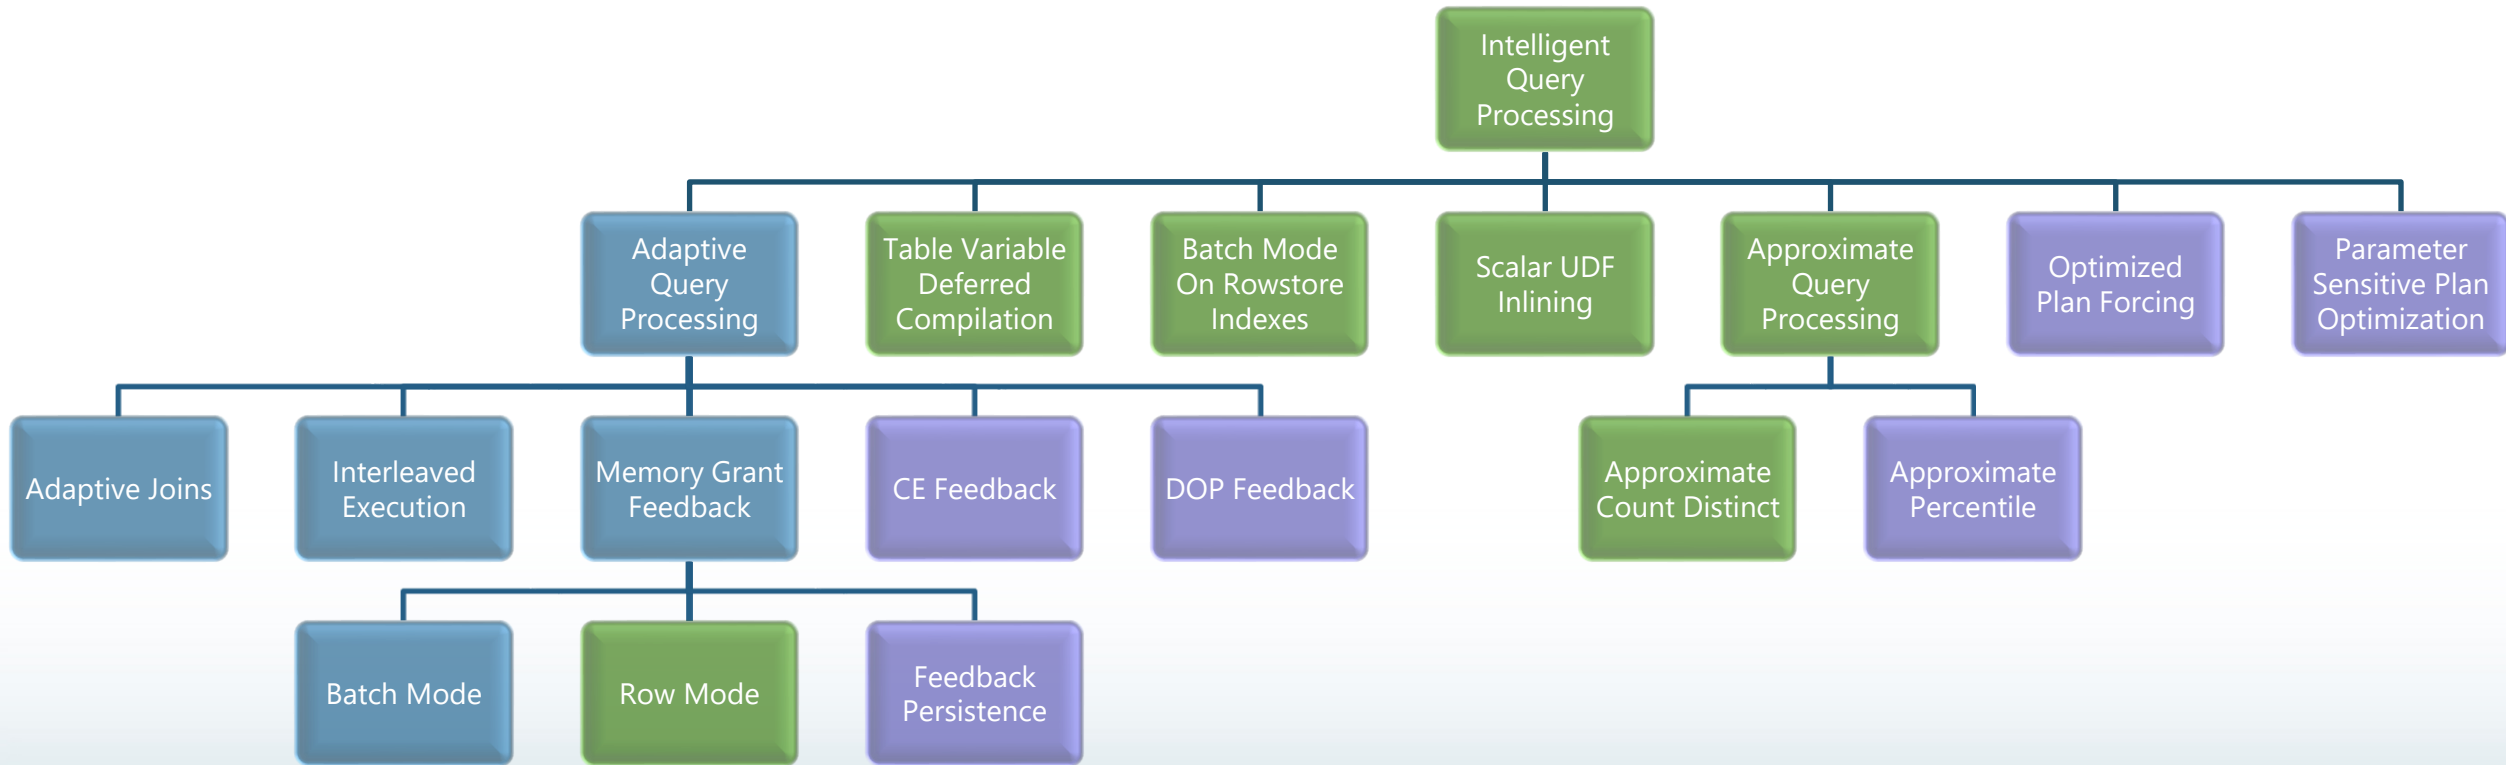 Intelligent
Query
Processing
Adaptive
Query
Processing
Table Variable
Deferred
Compilation
Batch Mode
On Rowstore
Indexes
Scalar UDF
Inlining
Approximate
Query
Processing
Optimized
Plan Forcing
Parameter
Sensitive Plan
Optimization
Adaptive Joins
Interleaved
Execution
Memory Grant
Feedback
CE Feedback
DOP Feedback
Approximate
Count Distinct
Approximate
Percentile
Batch Mode
Row Mode
Feedback
Persistence